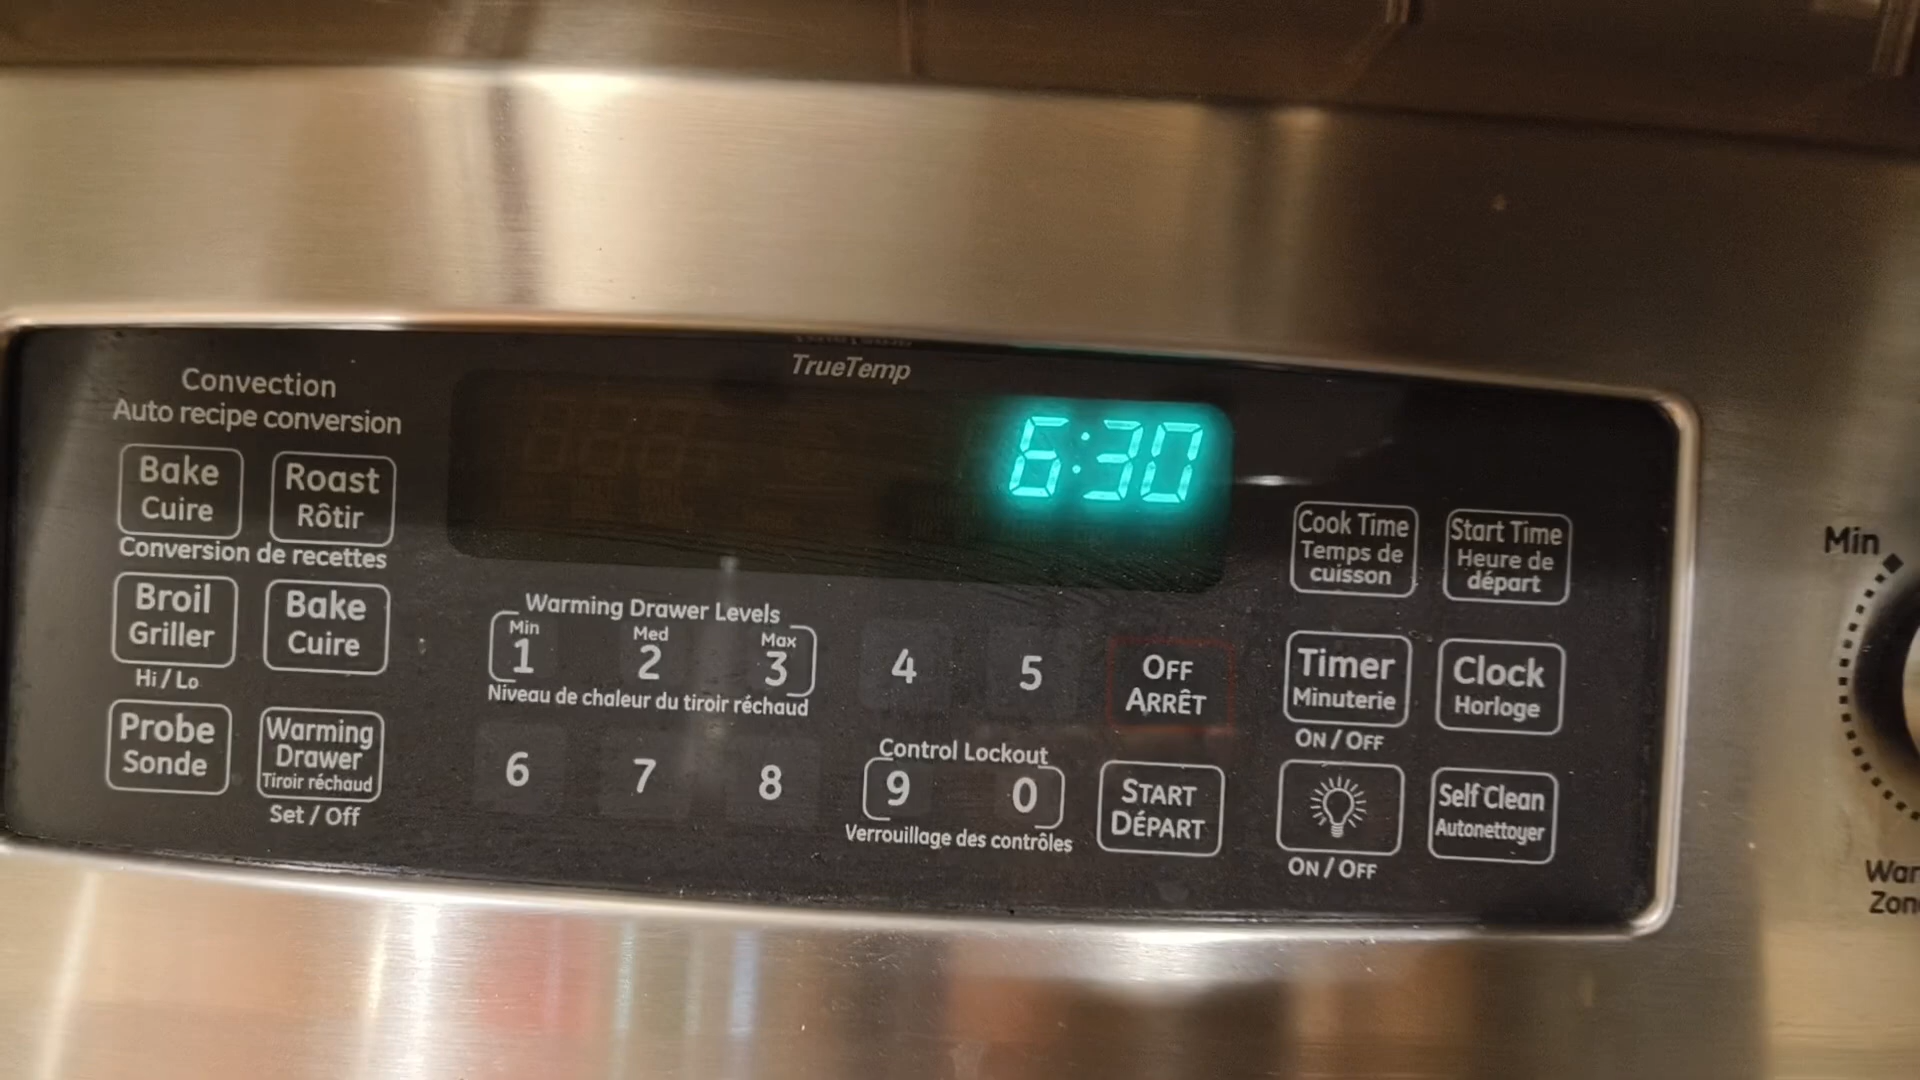 TrueTemp
6:30
Convection
Auto recipe conversion
Bake
Cuire
Roast
Rôtir
Conversion de recettes
Broil
Griller
Hi / Lo
Bake
Cuire
Probe
Sonde
Warming
Drawer
Tiroir réchaud
Set / Off
Warming Drawer Levels
Min
1
Med
2
Max
3
Niveau de chaleur du tiroir réchaud
4
5
6
7
8
Control Lockout
9
0
Verrouillage des contrôles
OFF
ARRÊT
START
DÉPART
Cook Time
Temps de
cuisson
Start Time
Heure de
départ
Timer
Minuterie
ON / OFF
Clock
Horloge
ON / OFF
Self Clean
Autonettoyer
Min